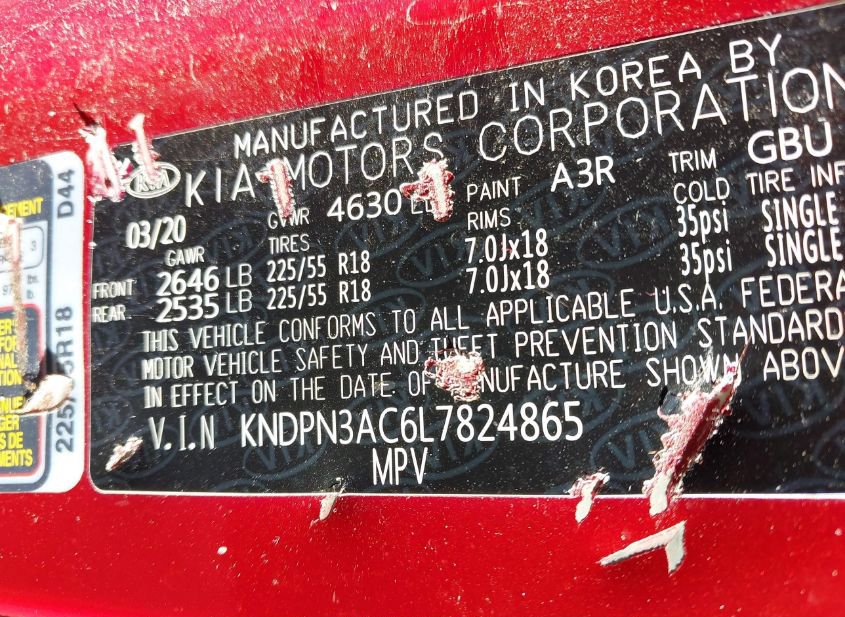 MANUFACTURED IN KOREA BY
KIA MOTORS CORPORATION
03/20 GVWR 4630 PAINT A3R TRIM GBU
GAWR TIRES RIMS COLD TIRE INF
FRONT 2646 LB 225/55 R18 7.0Jx18 35psi SINGLE
REAR 2535 LB 225/55 R18 7.0Jx18 35psi SINGLE
THIS VEHICLE CONFORMS TO ALL APPLICABLE U.S.A. FEDERA
MOTOR VEHICLE SAFETY AND THEFT PREVENTION STANDARD
IN EFFECT ON THE DATE OF MANUFACTURE SHOWN ABOV
V.I.N KNDPN3AC6L7824865
MPV
D44